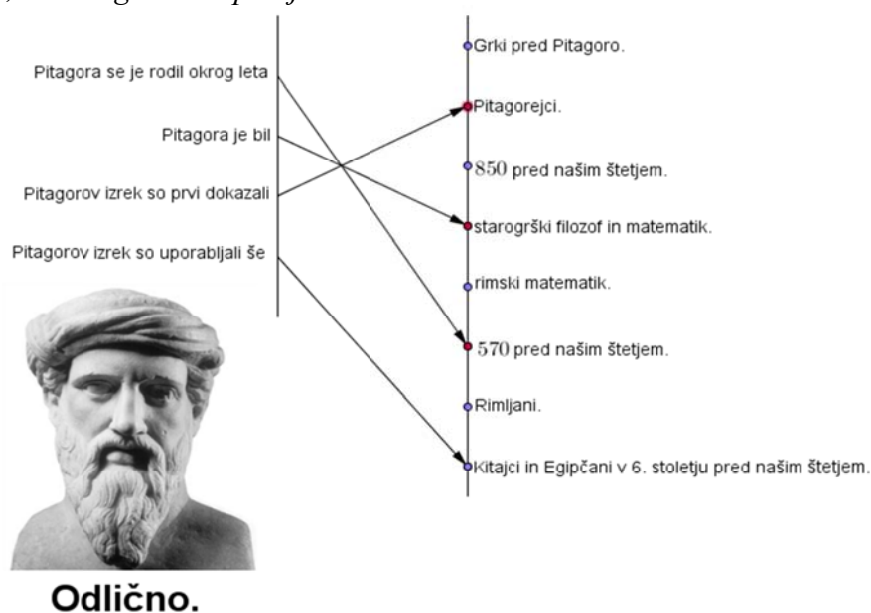 Pitagora se je rodil okrog leta
Pitagora je bil
Pitagorov izrek so prvi dokazali
Pitagorov izrek so uporabljali še
Grki pred Pitagoro.
Pitagorejci.
850 pred našim štetjem.
starogrški filozof in matematik.
rimski matematik.
570 pred našim štetjem.
Rimljani.
Kitajci in Egipčani v 6. stoletju pred našim štetjem.
Odlično.